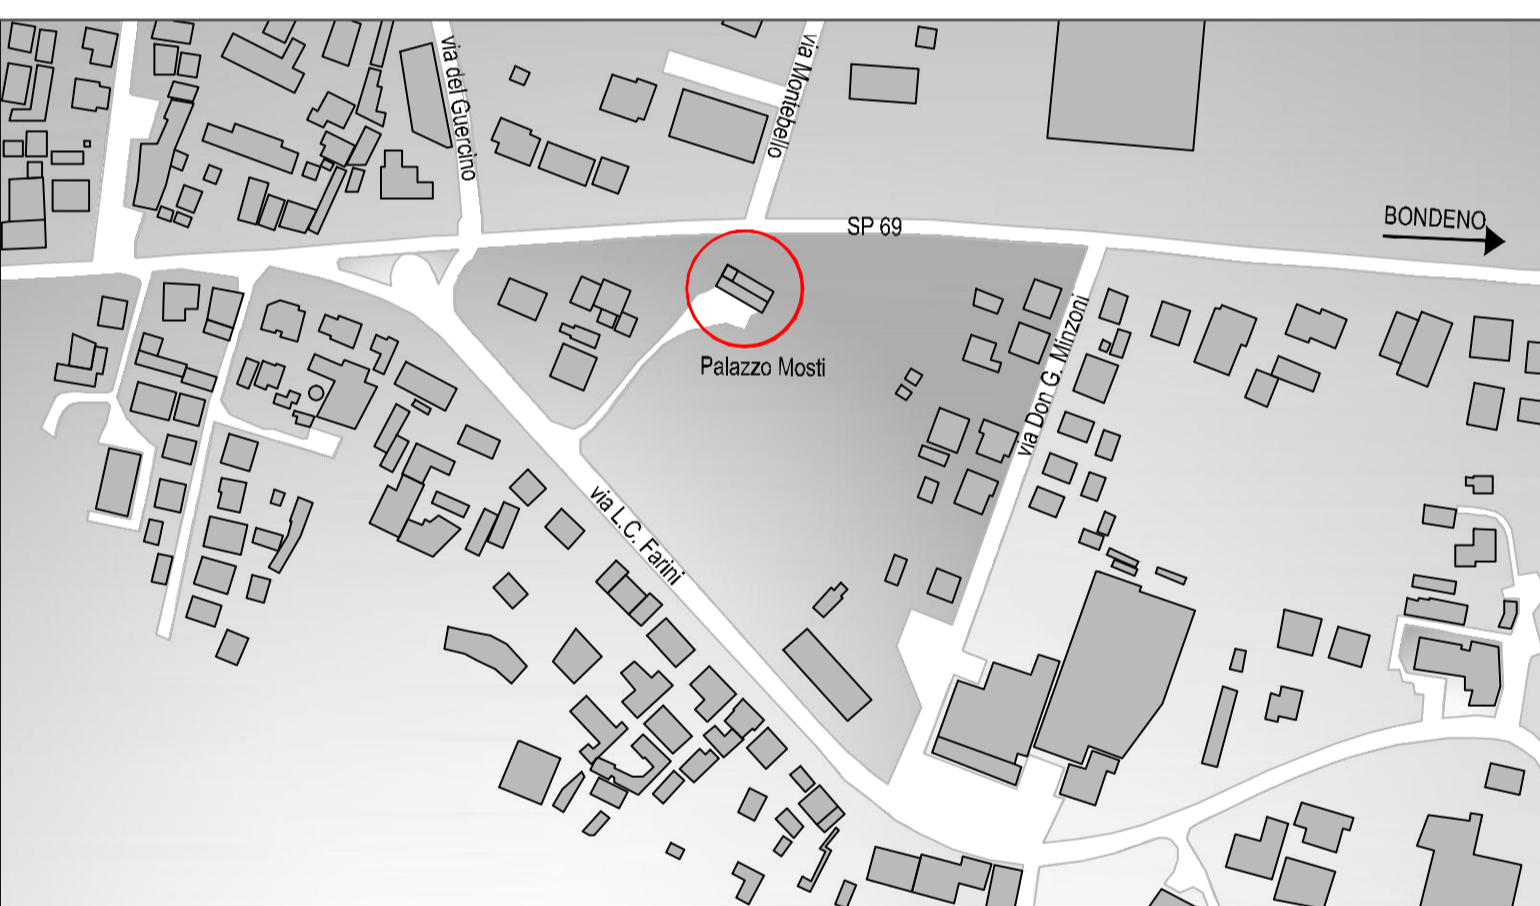 via del Guercino
via Montebello
SP 69
BONDENO
Palazzo Mosti
via Don G. Minzoni
via L.C. Farini